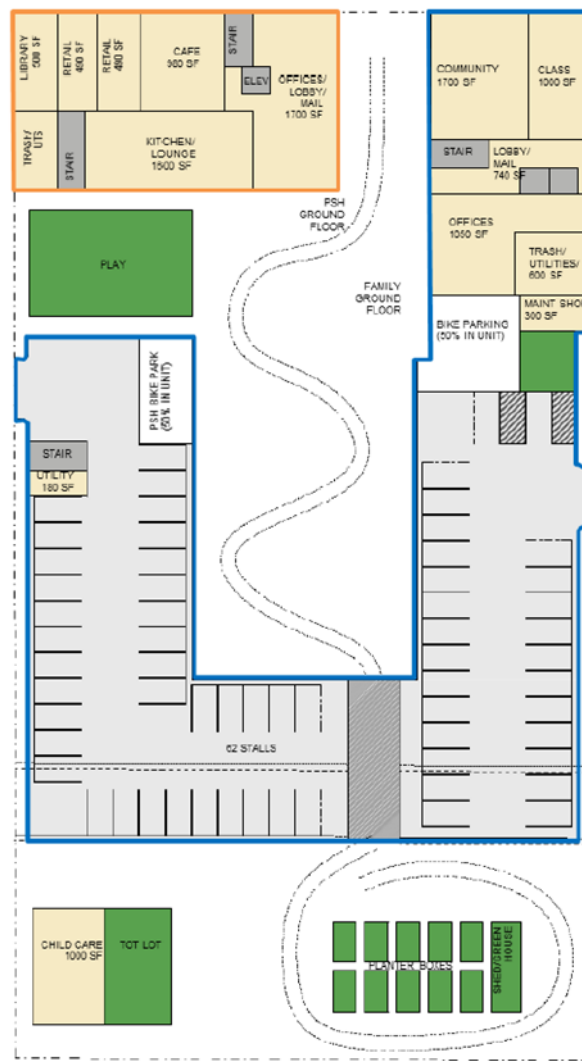 LIBRARY
500 SF
RETAIL
490 SF
RETAIL
490 SF
CAFE
980 SF
STAIR
ELEV
OFFICES/
LOBBY/
MAIL
1700 SF
TRASH/
UTS
STAIR
KITCHEN/
LOUNGE
1500 SF
COMMUNITY
1700 SF
CLASS
1000 SF
STAIR
LOBBY/
MAIL
740 SF
OFFICES
1050 SF
TRASH/
UTILITIES/
600 SF
MAINT SHO
300 SF
PSH
GROUND
FLOOR
FAMILY
GROUND
FLOOR
PLAY
BIKE PARKING
(50% IN UNIT)
PSH BIKE PARK
(50% IN UNIT)
STAIR
UTILITY
180 SF
62 STALLS
CHILD CARE
1000 SF
TOT LOT
PLANTER BOXES
SHED/GREEN
HOUSE